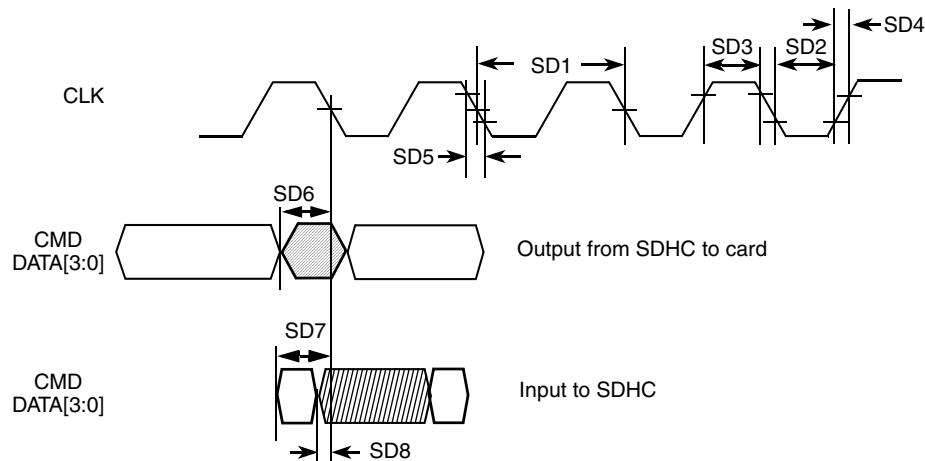 SD4
SD3
SD2
SD1
CLK
SD5
SD6
CMD
DATA[3:0]
Output from SDHC to card
SD7
CMD
DATA[3:0]
Input to SDHC
SD8